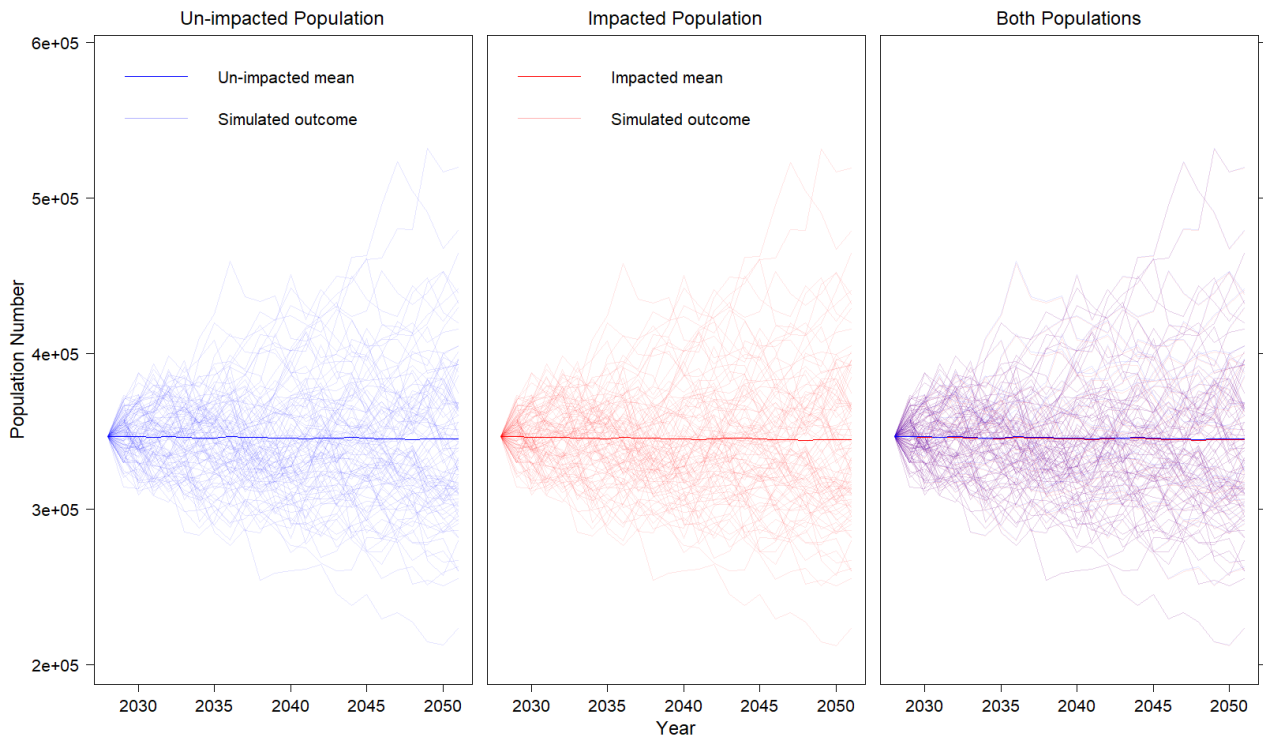 Un-impacted Population
Impacted Population
Both Populations
Un-impacted mean
Simulated outcome
Impacted mean
Simulated outcome
Population Number
6e+05
5e+05
4e+05
3e+05
2e+05
2030 2035 2040 2045 2050
2030 2035 2040 2045 2050
2030 2035 2040 2045 2050
Year